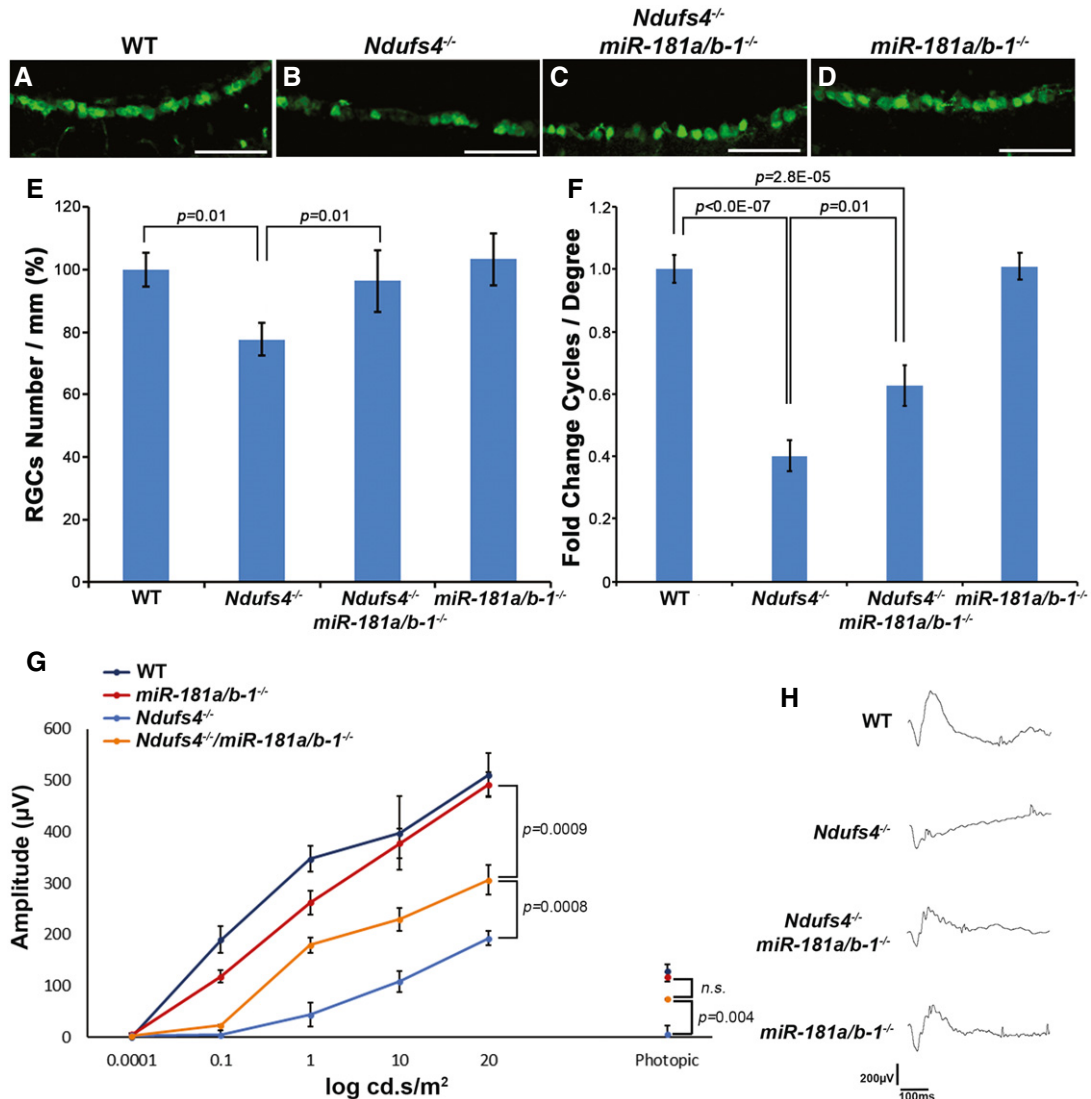 WT
Ndufs4-/-
Ndufs4-/-
miR-181a/b-1-/-
miR-181a/b-1-/-
A
B
C
D
E
RGCs Number / mm (%)
120
100
80
60
40
20
0
p=0.01
p=0.01
WT
Ndufs4-/-
Ndufs4-/-
miR-181a/b-1-/-
miR-181a/b-1-/-
F
Fold Change Cycles / Degree
1.2
1.0
0.8
0.6
0.4
0.2
0
p=2.8E-05
p<0.0E-07
p=0.01
WT
Ndufs4-/-
Ndufs4-/-
miR-181a/b-1-/-
miR-181a/b-1-/-
G
WT
miR-181a/b-1-/-
Ndufs4-/-
Ndufs4-/-/miR-181a/b-1-/-
Amplitude (µV)
600
500
400
300
200
100
0
p=0.0009
p=0.0008
n.s.
p=0.004
0.0001
0.1
1
10
20
Photopic
log cd.s/m2
H
WT
Ndufs4-/-
Ndufs4-/-
miR-181a/b-1-/-
miR-181a/b-1-/-
200µV
100ms